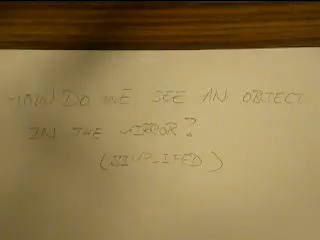 HOW DO WE SEE AN OBJECT
IN THE MIRROR?
(SIMPLIFIED)